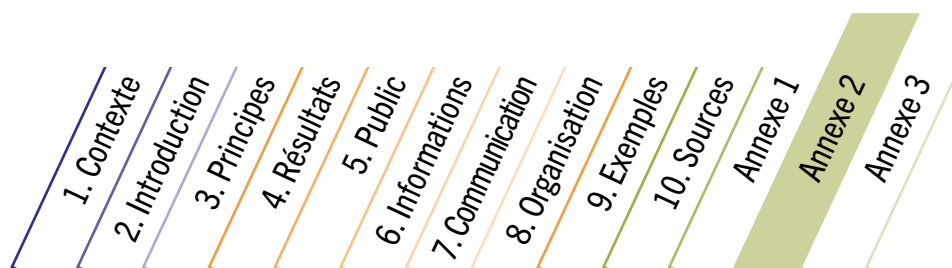 1. Contexte
2. Introduction
3. Principes
4. Résultats
5. Public
6. Informations
7. Communication
8. Organisation
9. Exemples
10. Sources
Annexe 1
Annexe 2
Annexe 3